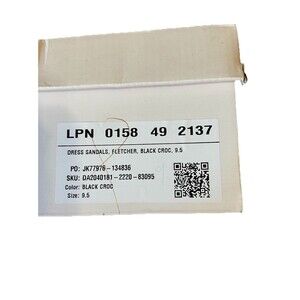 LPN 0158 49 2137
DRESS SANDALS, FLETCHER, BLACK CROC, 9.5
PO: JK77976-134836
SKU: DA2040181-2220-83095
Color: BLACK CROC
Size: 9.5